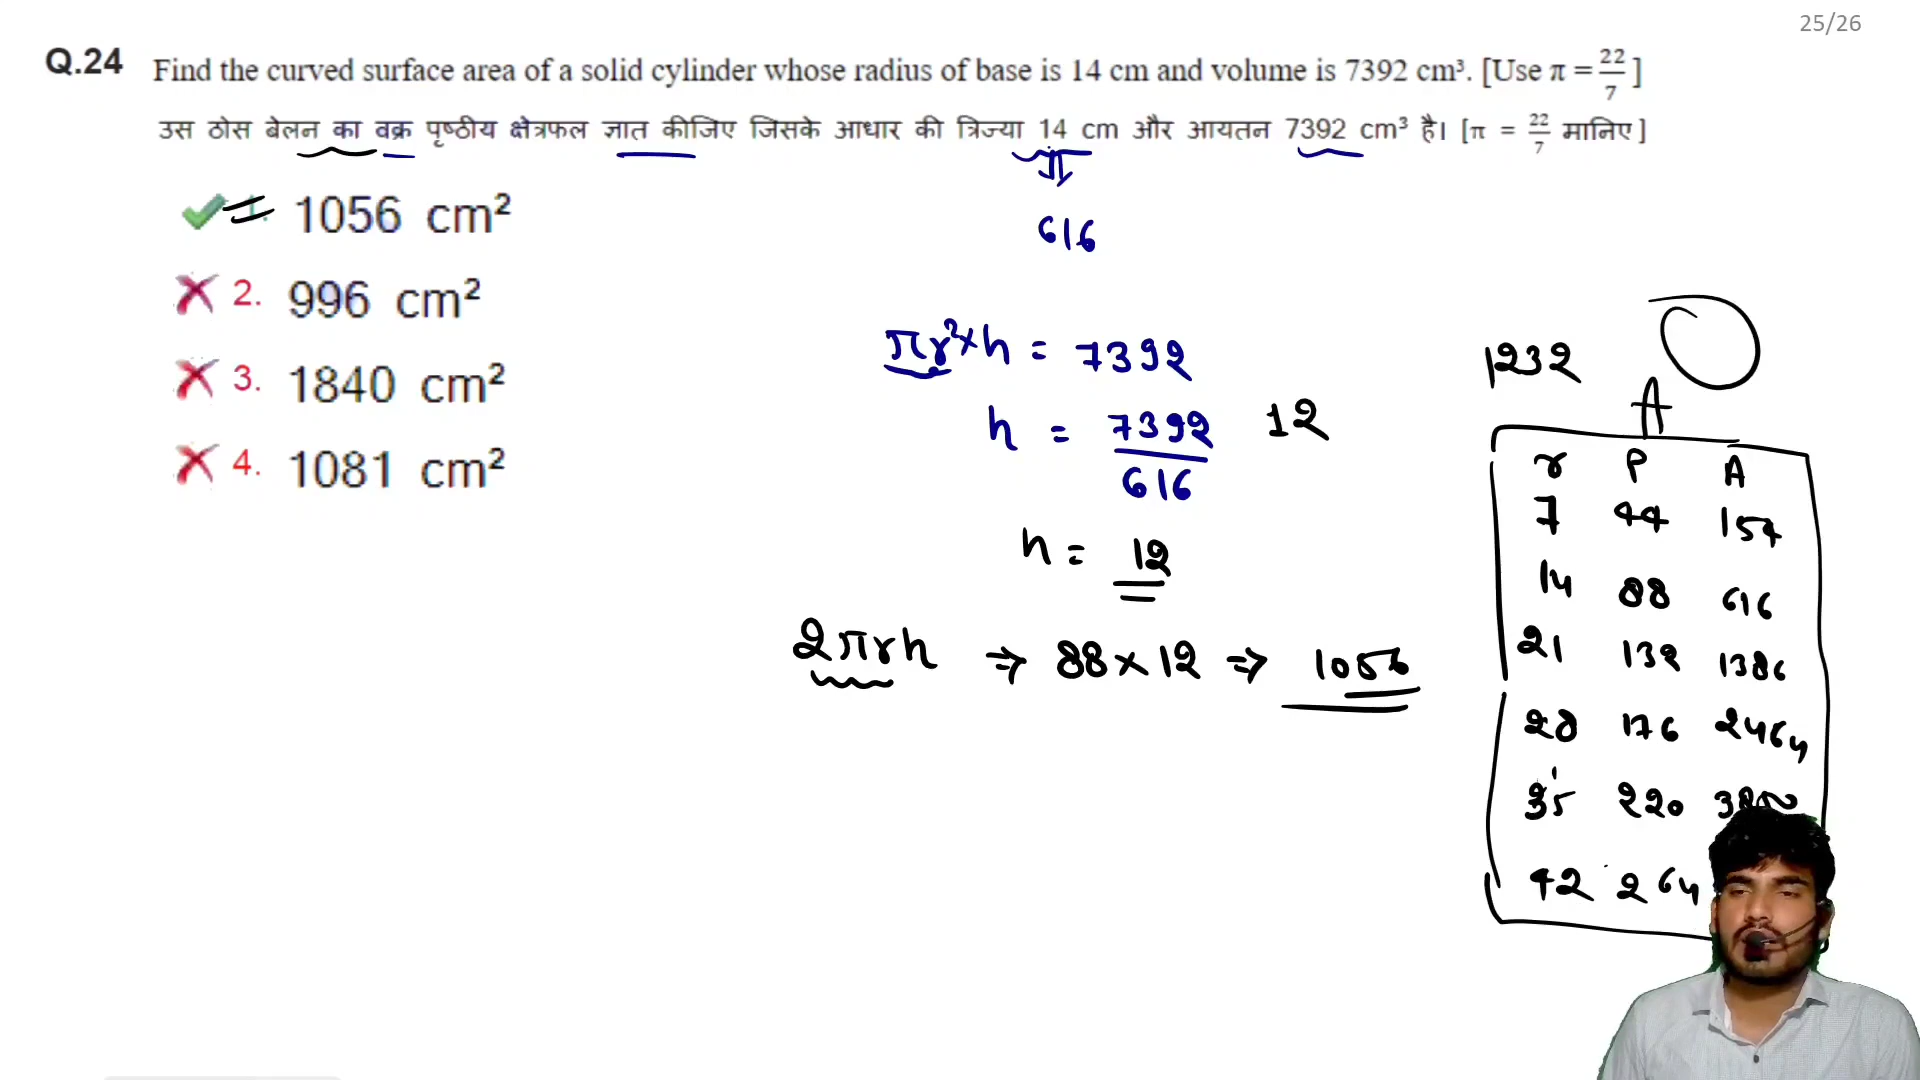 25/26
Q.24 Find the curved surface area of a solid cylinder whose radius of base is 14 cm and volume is 7392 cm³. [Use π = 22/7]
उस ठोस बेलन का वक्र पृष्ठीय क्षेत्रफल ज्ञात कीजिए जिसके आधार की त्रिज्या 14 cm और आयतन 7392 cm³ है। [π = 22/7 मानिए]
1. 1056 cm²
2. 996 cm²
3. 1840 cm²
4. 1081 cm²
616
πr² × h = 7392
h = 7392/616 12
h = 12
2πrh ⇒ 88 × 12 ⇒ 1056
1232
A
r P A
7 44 154
14 88 616
21 132 1386
28 176 2464
35 220
42 264